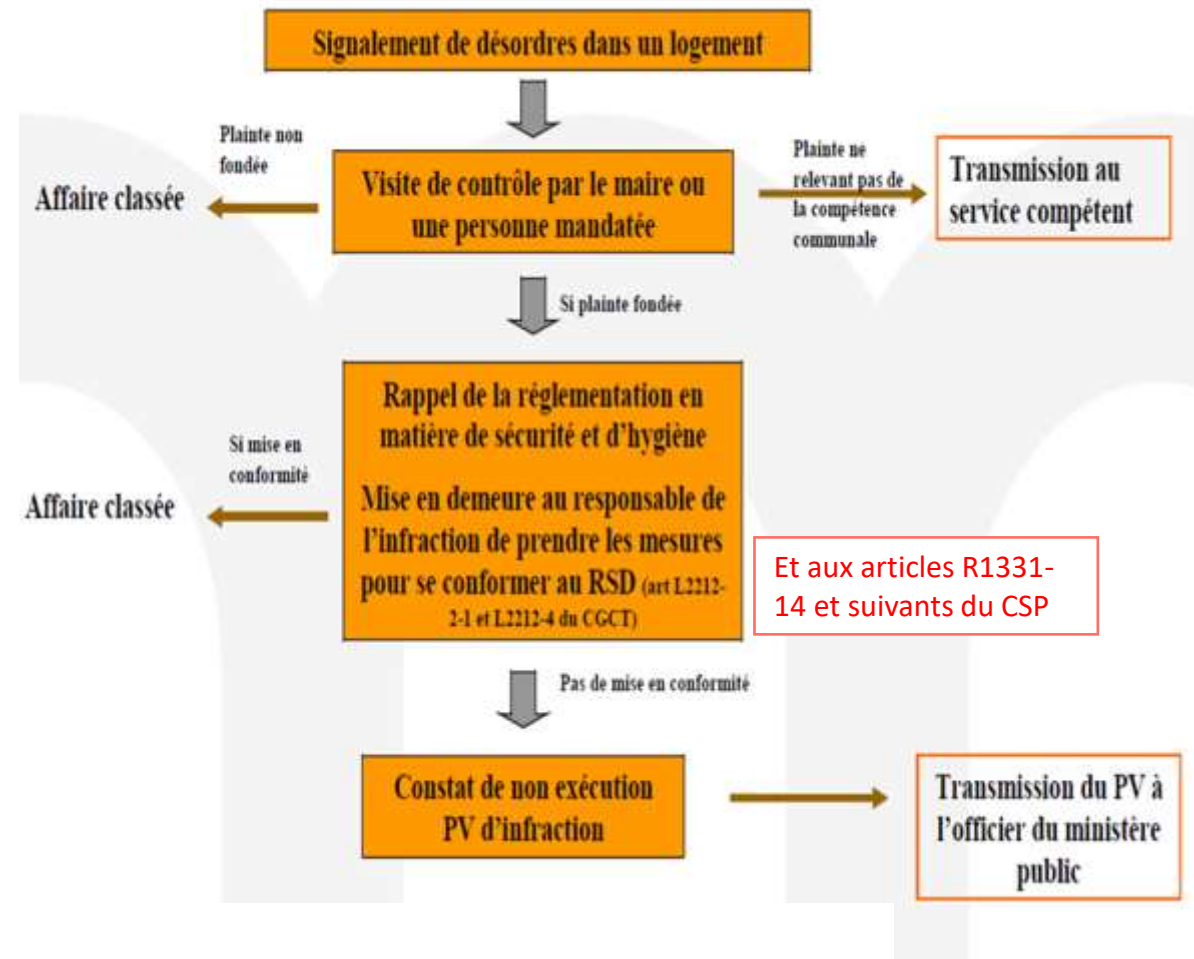 Signalement de désordres dans un logement
Plainte non
fondée
Affaire classée
Visite de contrôle par le maire ou
une personne mandatée
Plainte ne
relevant pas de
la compétence
communale
Transmission au
service compétent
Si plainte fondée
Rappel de la réglementation en
matière de sécurité et d’hygiène
Si mise en
conformité
Affaire classée
Mise en demeure au responsable de
l’infraction de prendre les mesures
pour se conformer au RSD (art L2212-
2-1 et L2212-4 du CGCT)
Et aux articles R1331-
14 et suivants du CSP
Pas de mise en conformité
Constat de non exécution
PV d’infraction
Transmission du PV à
l’officier du ministère
public